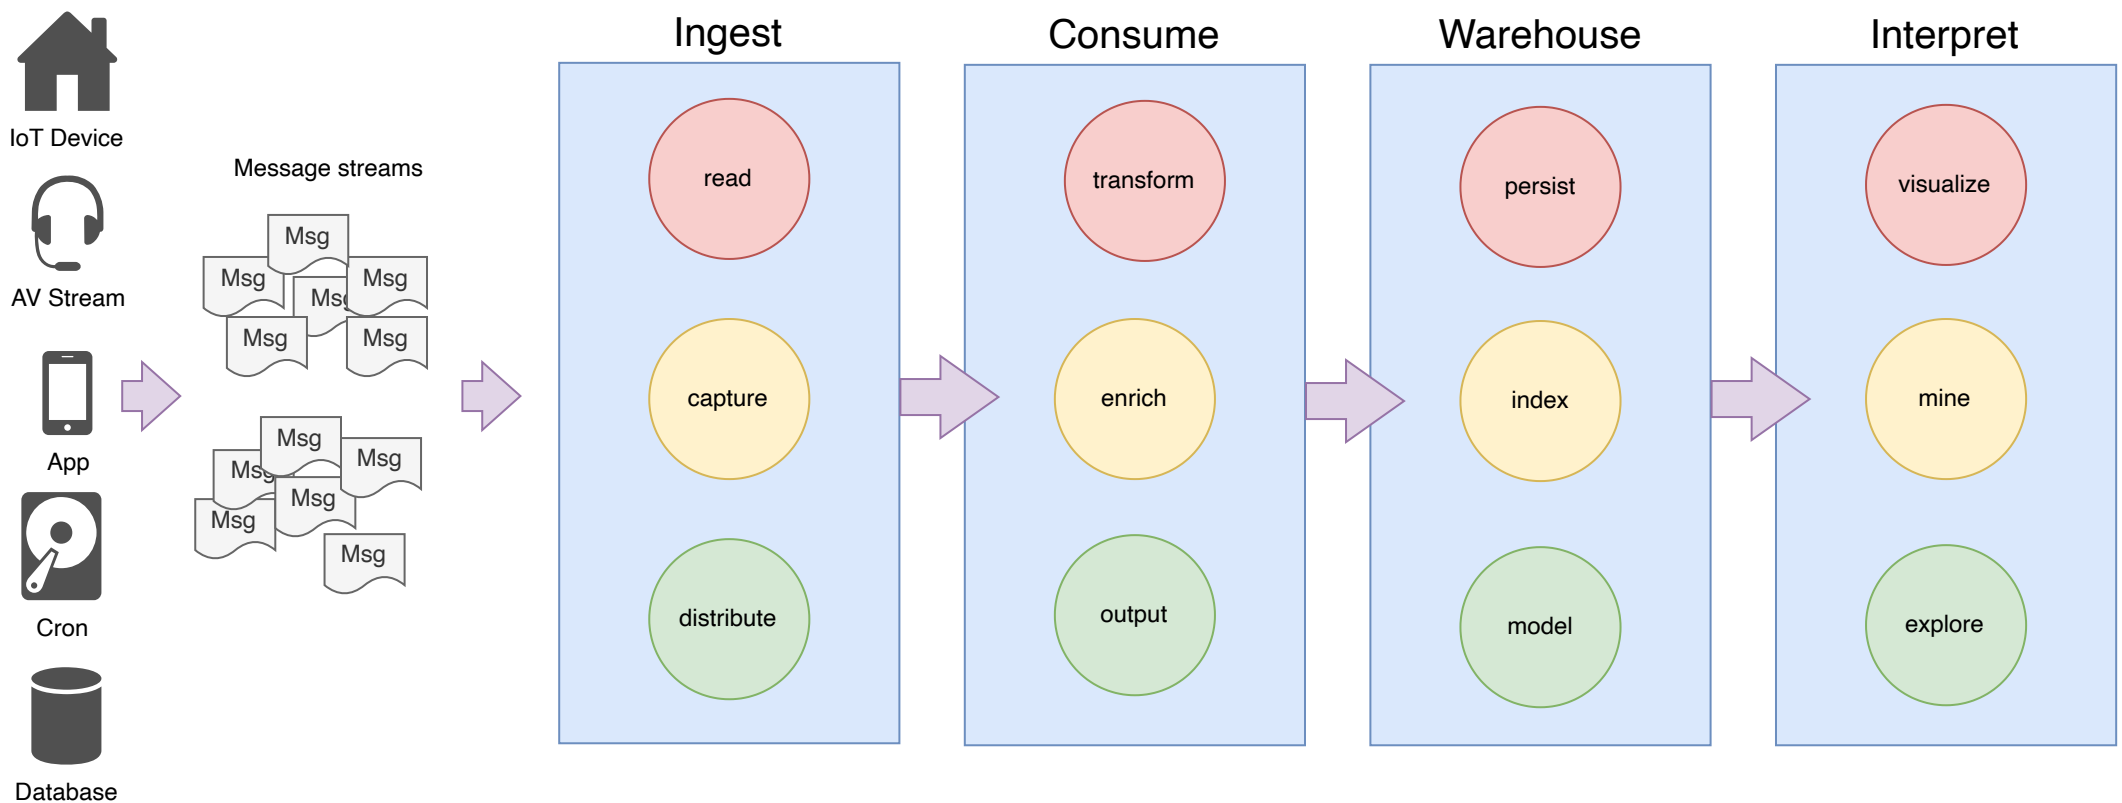 IoT Device
AV Stream
App
Cron
Database
Message streams
Msg
Msg
Msg
Msg
Msg
Msg
Msg
Msg
Msg
Msg
Msg
Msg
Ingest
read
capture
distribute
Consume
transform
enrich
output
Warehouse
persist
index
model
Interpret
visualize
mine
explore